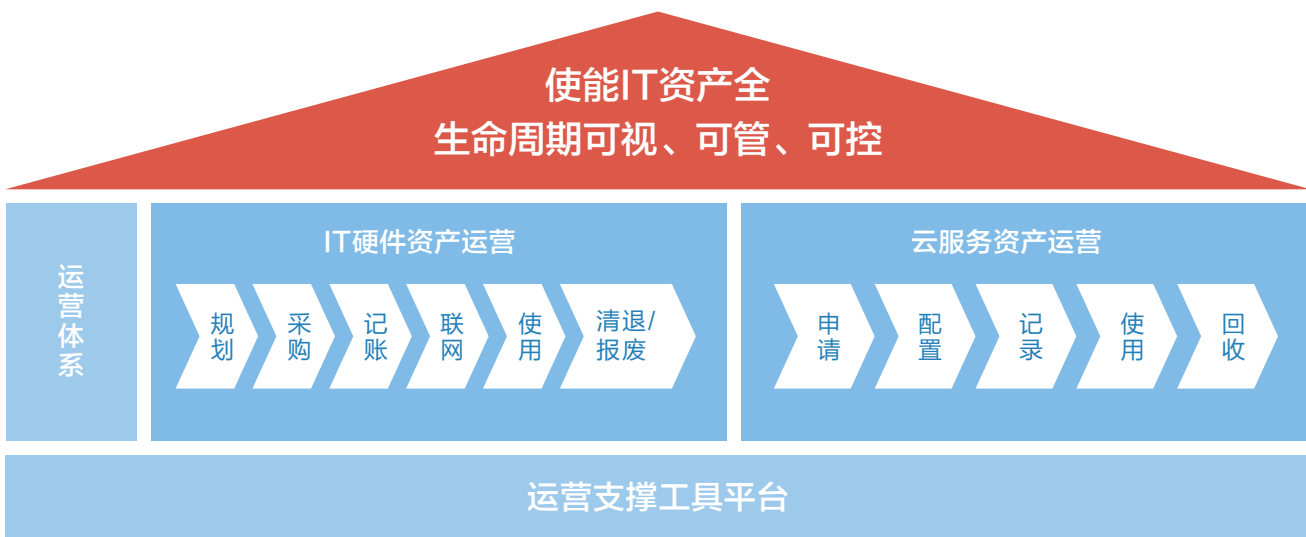 使能IT资产全
生命周期可视、可管、可控
运
营
体
系
IT硬件资产运营
规
划
采
购
记
账
联
网
使
用
清退/
报废
云服务资产运营
申
请
配
置
记
录
使
用
回
收
运营支撑工具平台